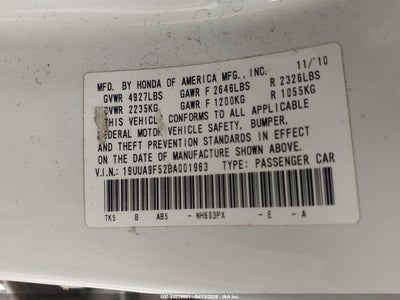 MFD. BY HONDA OF AMERICA MFG., INC. 11/'10
GVWR 4927LBS GAWR F 2646LBS R 2326LBS
GVWR 2235KG GAWR F 1200KG R 1055KG
THIS VEHICLE CONFORMS TO ALL APPLICABLE
FEDERAL MOTOR VEHICLE SAFETY, BUMPER,
AND THEFT PREVENTION STANDARDS IN EFFECT
ON THE DATE OF MANUFACTURE SHOWN ABOVE.
V.I.N.: 19UUA9F52BA001963 TYPE: PASSENGER CAR
TK5 B AB5 -NH603PX -E -A